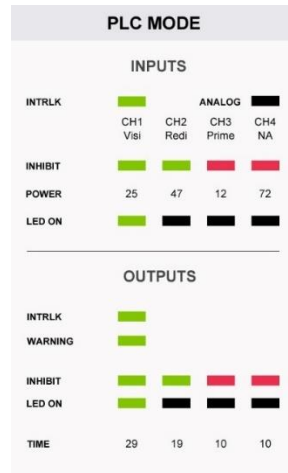 PLC MODE
INPUTS
INTRLK ANALOG
CH1 CH2 CH3 CH4
Visi Redi Prime NA
INHIBIT
POWER 25 47 12 72
LED ON
OUTPUTS
INTRLK
WARNING
INHIBIT
LED ON
TIME 29 19 10 10